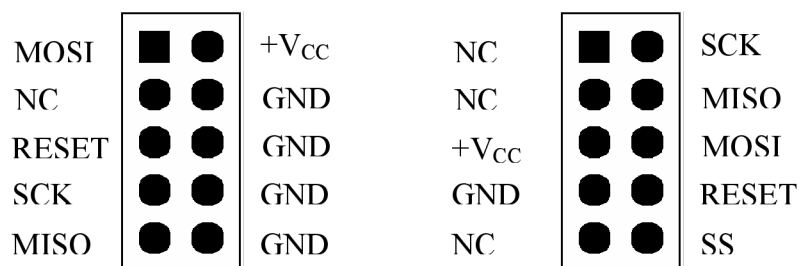 MOSI +VCC NC SCK
NC GND NC MISO
RESET GND +VCC MOSI
SCK GND GND RESET
MISO GND NC SS